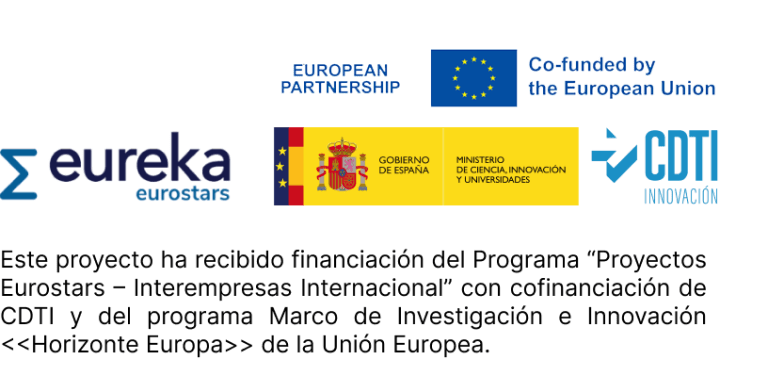 EUROPEAN
PARTNERSHIP
Co-funded by
the European Union
eureka
eurostars
GOBIERNO
DE ESPAÑA
MINISTERIO
DE CIENCIA, INNOVACIÓN
Y UNIVERSIDADES
CDTI
INNOVACIÓN
Este proyecto ha recibido financiación del Programa “Proyectos
Eurostars – Interempresas Internacional” con cofinanciación de
CDTI y del programa Marco de Investigación e Innovación
<<Horizonte Europa>> de la Unión Europea.